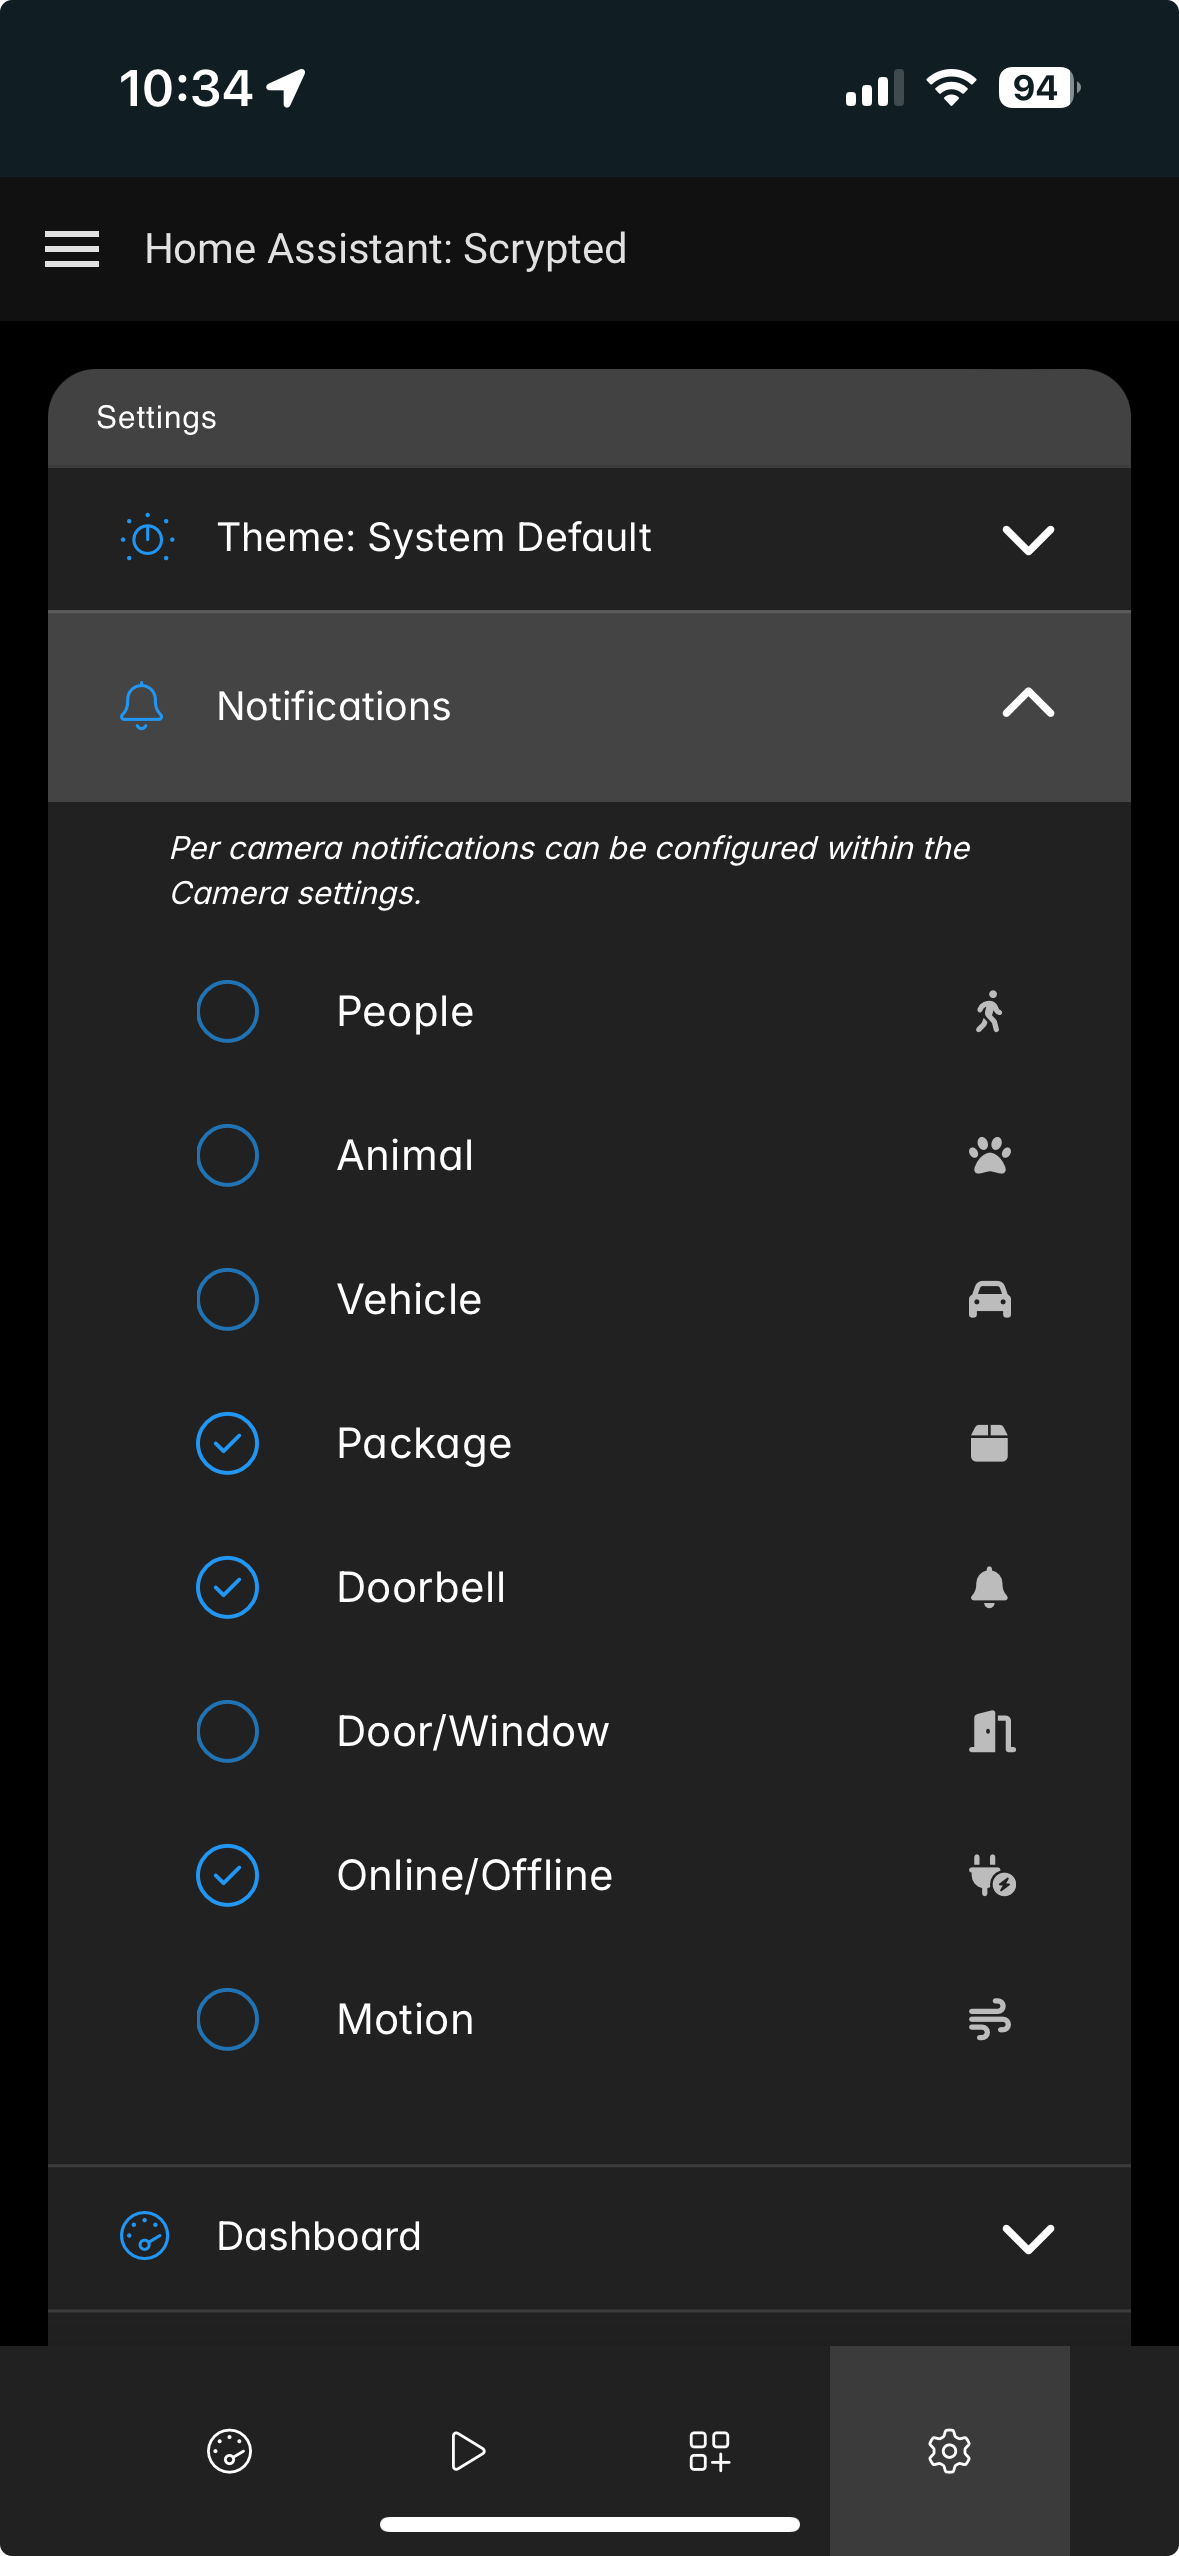 10:34
94
Home Assistant: Scrypted
Settings
Theme: System Default
Notifications
Per camera notifications can be configured within the
Camera settings.
People
Animal
Vehicle
Package
Doorbell
Door/Window
Online/Offline
Motion
Dashboard